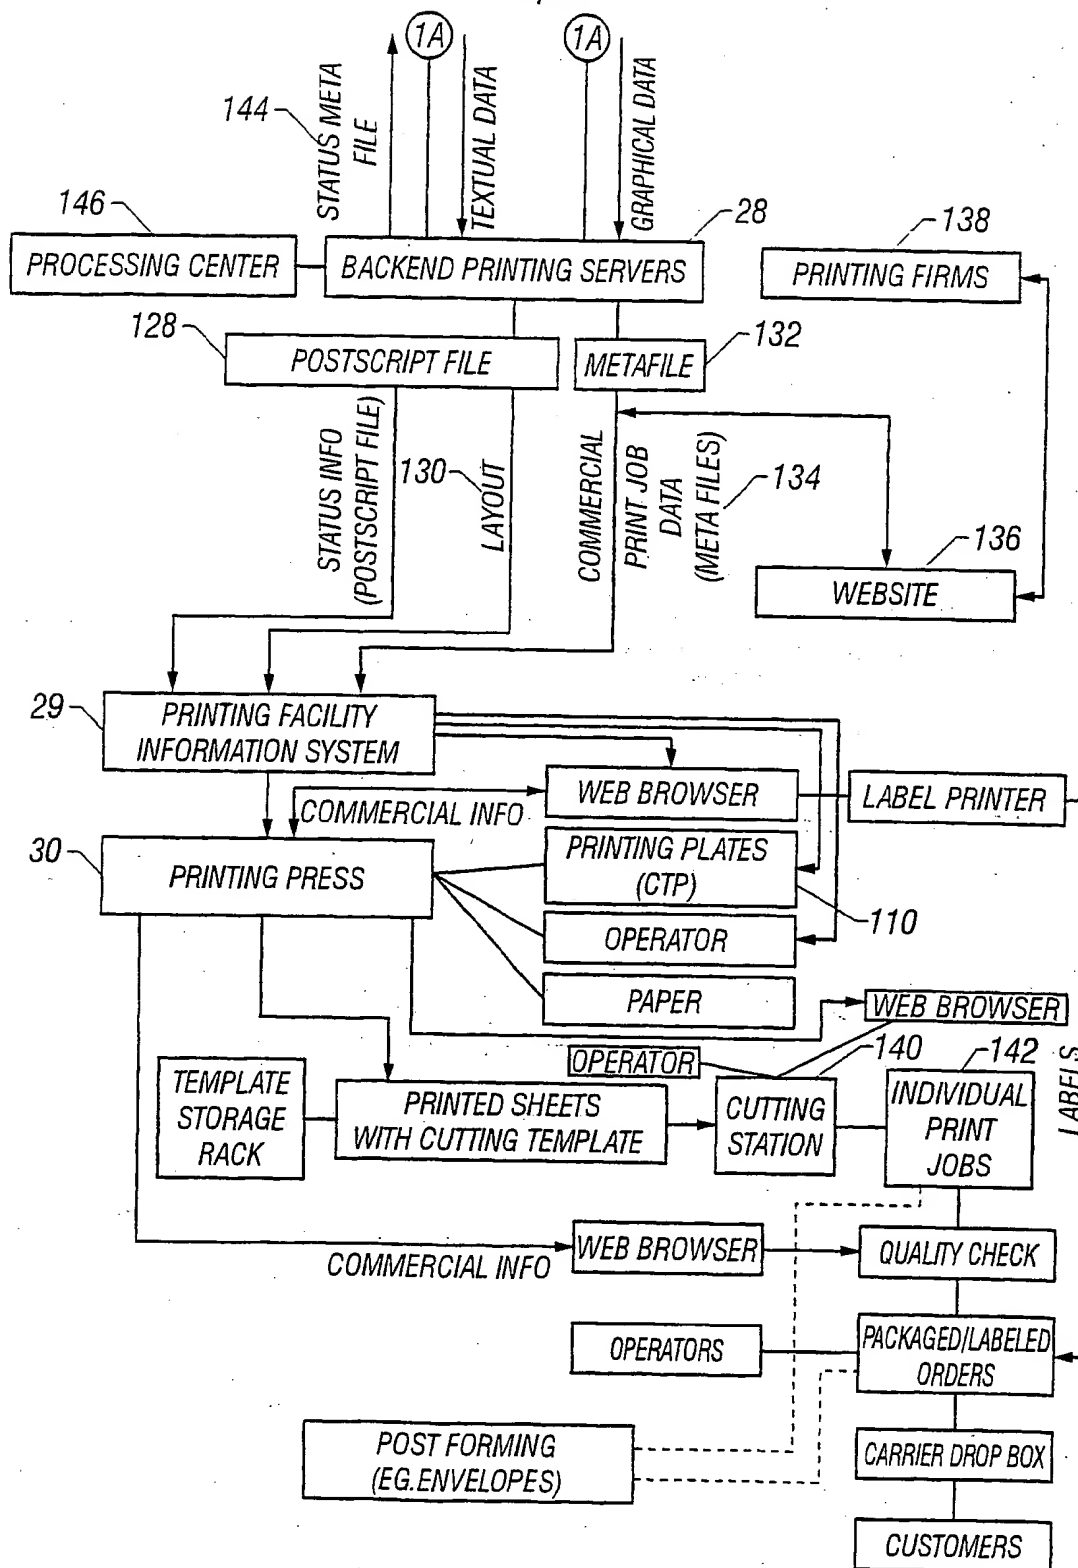 1A
1A
144
STATUS META
FILE
TEXTUAL DATA
GRAPHICAL DATA
146
28
138
PROCESSING CENTER
BACKEND PRINTING SERVERS
PRINTING FIRMS
128
132
POSTSCRIPT FILE
METAFILE
STATUS INFO
(POSTSCRIPT FILE)
130
LAYOUT
COMMERCIAL
PRINT JOB
DATA
(META FILES)
134
136
WEBSITE
29
PRINTING FACILITY
INFORMATION SYSTEM
COMMERCIAL INFO
WEB BROWSER
LABEL PRINTER
30
PRINTING PRESS
PRINTING PLATES
(CTP)
110
OPERATOR
PAPER
WEB BROWSER
OPERATOR
140
142
LABELS
TEMPLATE
STORAGE
RACK
PRINTED SHEETS
WITH CUTTING TEMPLATE
CUTTING
STATION
INDIVIDUAL
PRINT
JOBS
COMMERCIAL INFO
WEB BROWSER
QUALITY CHECK
OPERATORS
PACKAGED/LABELED
ORDERS
POST FORMING
(EG.ENVELOPES)
CARRIER DROP BOX
CUSTOMERS